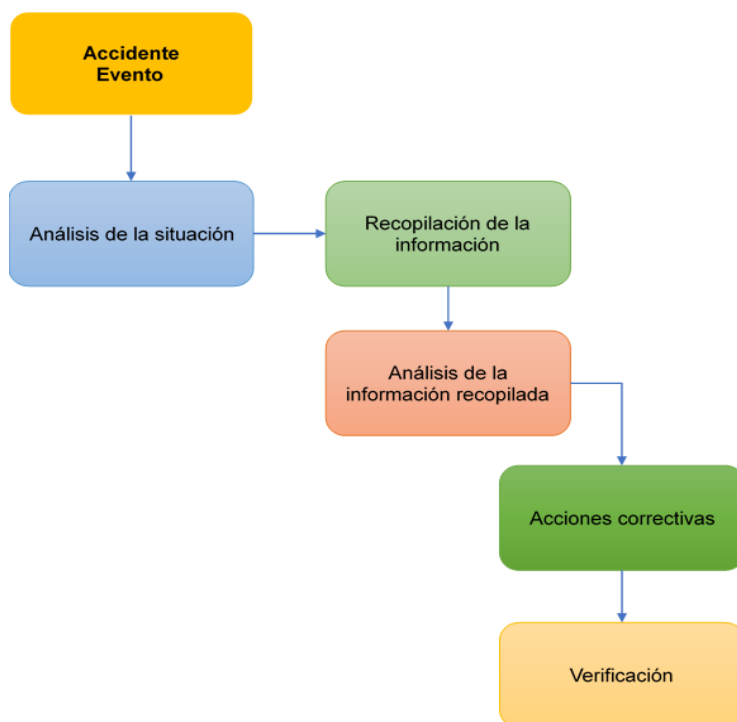 Accidente
Evento
Análisis de la situación
Recopilación de la
información
Análisis de la
información recopilada
Acciones correctivas
Verificación